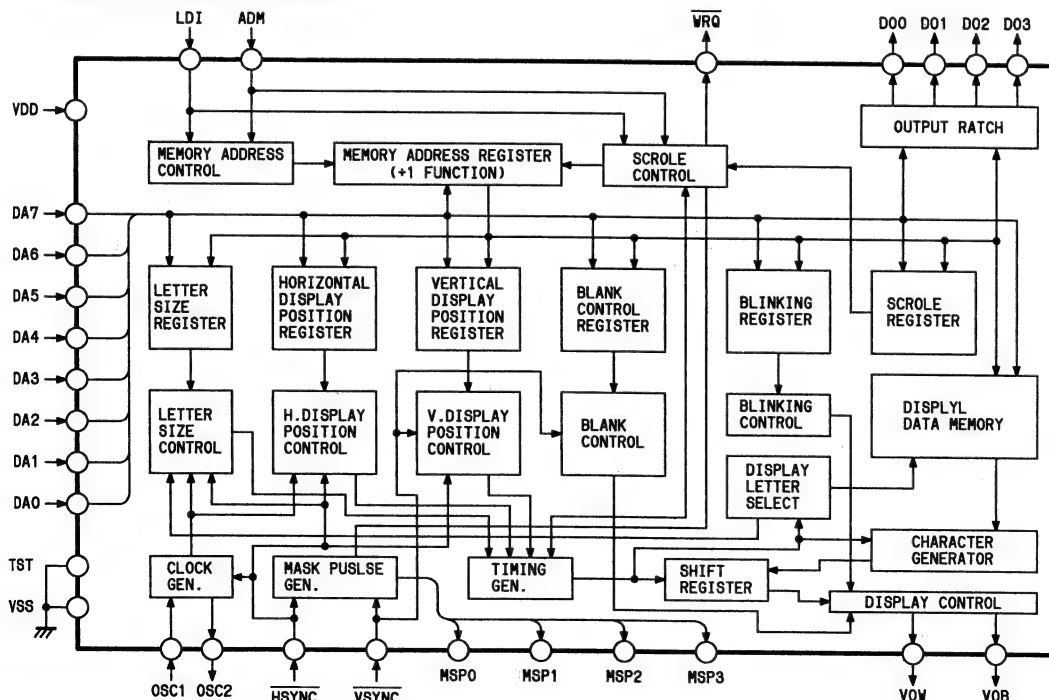 LDI ADM WRQ DO0 DO1 DO2 DO3
VDD
OUTPUT RATCH
MEMORY ADDRESS
CONTROL
MEMORY ADDRESS REGISTER
(+1 FUNCTION)
SCROLE
CONTROL
DA7
DA6
DA5
DA4
DA3
DA2
DA1
DA0
LETTER
SIZE
REGISTER
HORIZONTAL
DISPLAY
POSITION
REGISTER
VERTICAL
DISPLAY
POSITION
REGISTER
BLANK
CONTROL
REGISTER
BLINKING
REGISTER
SCROLE
REGISTER
LETTER
SIZE
CONTROL
H.DISPLAY
POSITION
CONTROL
V.DISPLAY
POSITION
CONTROL
BLANK
CONTROL
BLINKING
CONTROL
DISPLYL
DATA MEMORY
DISPLAY
LETTER
SELECT
TST
VSS
CLOCK
GEN.
MASK PUSLSE
GEN.
TIMING
GEN.
SHIFT
REGISTER
CHARACTER
GENERATOR
DISPLAY CONTROL
OSC1 OSC2 HSYNC VSYNC MSP0 MSP1 MSP2 MSP3 VOW VOB